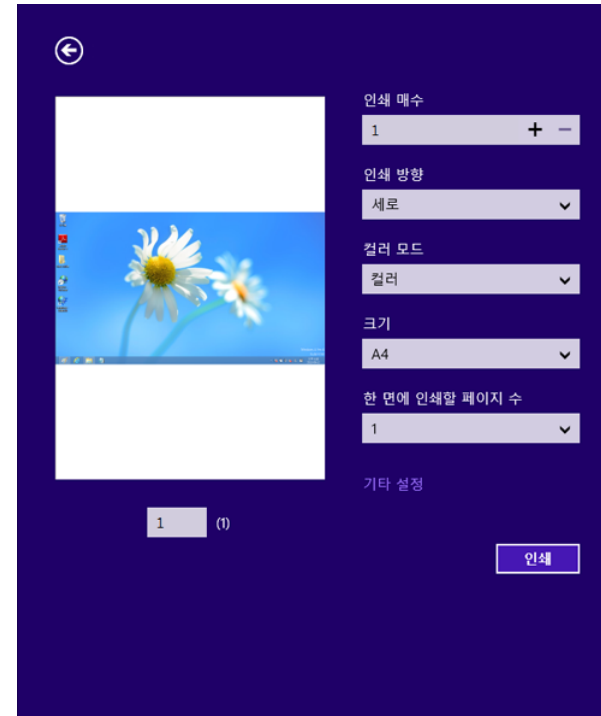 인쇄 매수
1
인쇄 방향
세로
컬러 모드
컬러
크기
A4
한 면에 인쇄할 페이지 수
1
기타 설정
1 (1)
인쇄